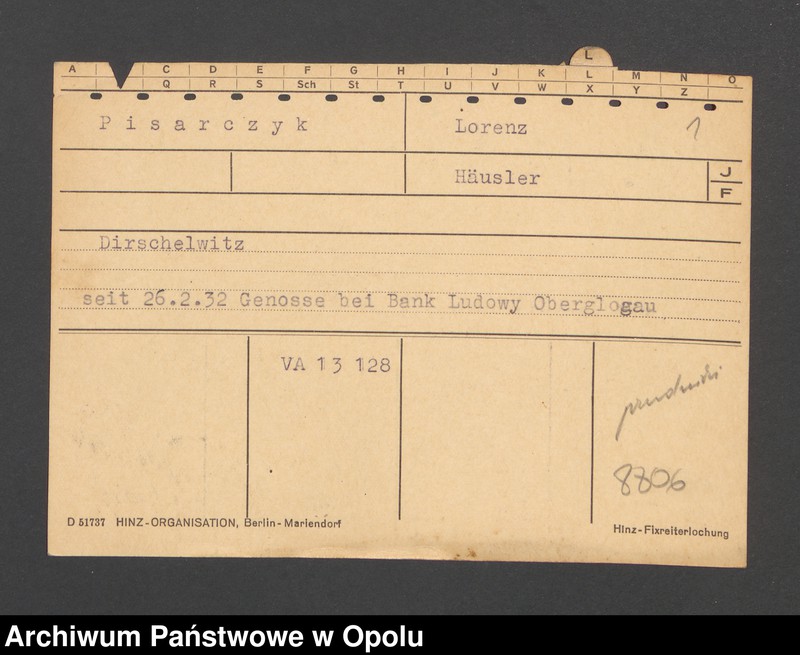 L
A C D E F G H I J K L M N O
Q R S Sch St T U V W X Y Z
Pisarczyk Lorenz 1
Häusler J
F
Dirschelwitz
seit 26.2.32 Genosse bei Bank Ludowy Oberglogau
VA 13 128
prudnicki
8806
D 51737 HINZ-ORGANISATION, Berlin-Mariendorf
Hinz-Fixreiterlochung
Archiwum Państwowe w Opolu